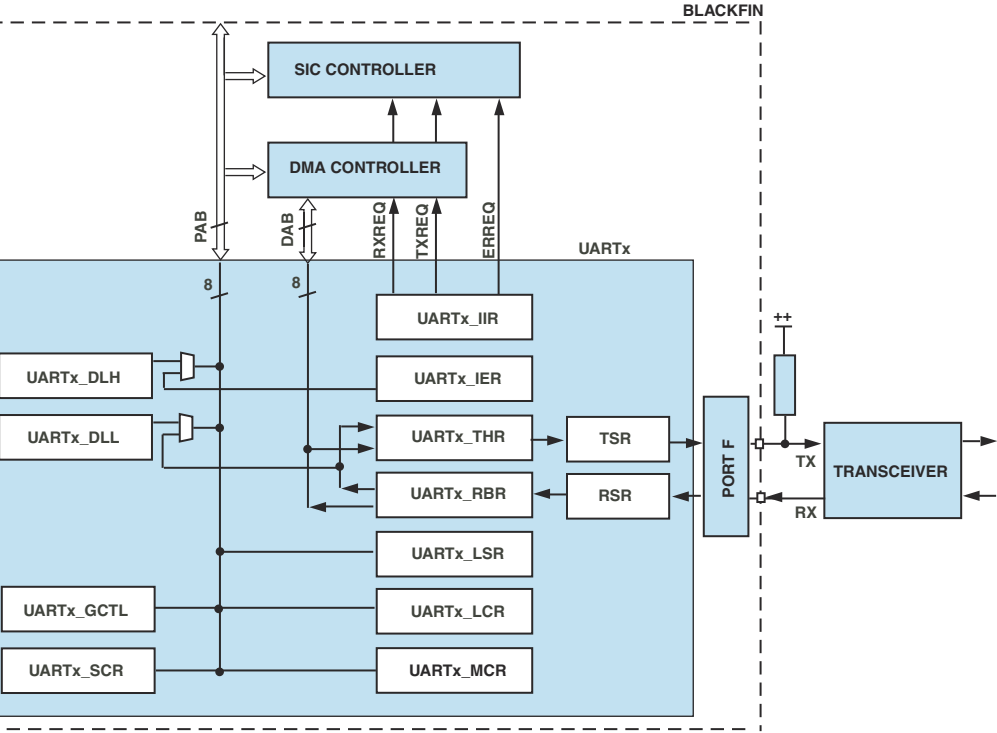 BLACKFIN
SIC CONTROLLER
DMA CONTROLLER
PAB
DAB
RXREQ
TXREQ
ERREQ
UARTx
8
8
UARTx_IIR
++
UARTx_DLH
UARTx_IER
UARTx_DLL
UARTx_THR
TSR
PORT F
TX
TRANSCEIVER
UARTx_RBR
RSR
RX
UARTx_LSR
UARTx_GCTL
UARTx_LCR
UARTx_SCR
UARTx_MCR